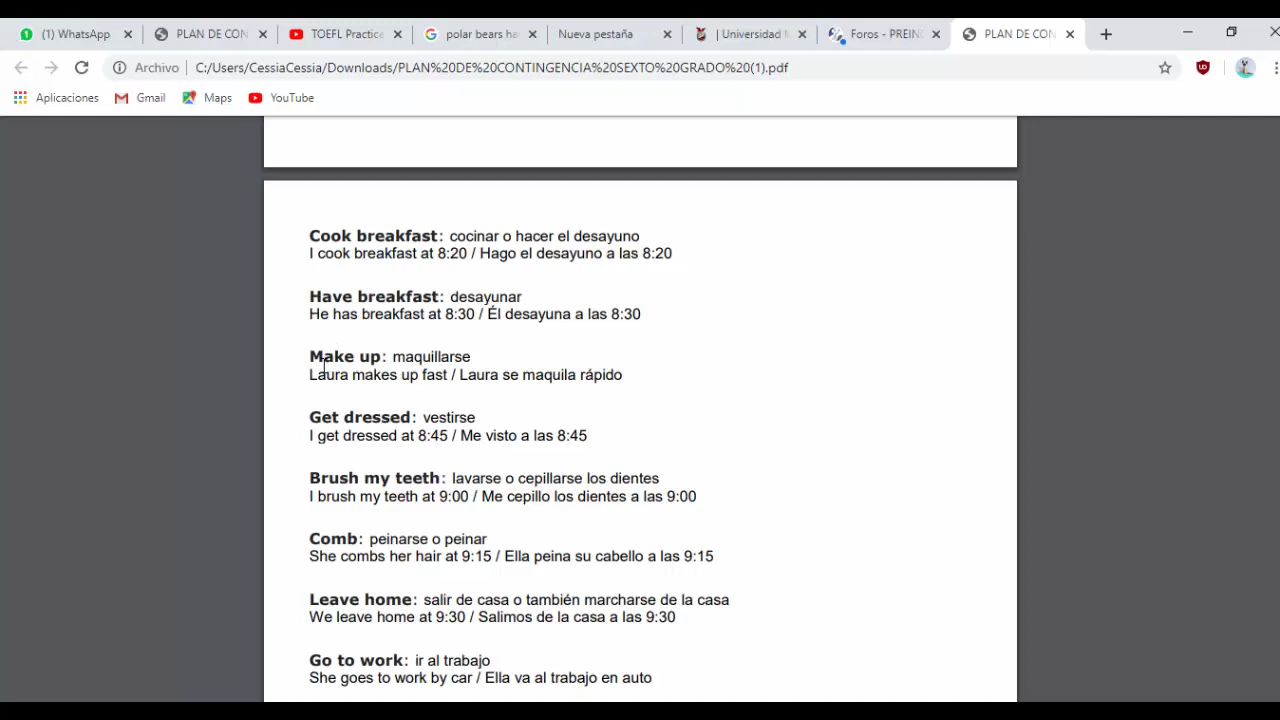 (1) WhatsApp
PLAN DE CON
TOEFL Practice
polar bears ha
Nueva pestaña
Universidad
Foros - PREIN
PLAN DE CON
Archivo
C:/Users/CessiaCessia/Downloads/PLAN%20DE%20CONTINGENCIA%20SEXTO%20GRADO%20(1).pdf
Aplicaciones
Gmail
Maps
YouTube
Cook breakfast: cocinar o hacer el desayuno
I cook breakfast at 8:20 / Hago el desayuno a las 8:20
Have breakfast: desayunar
He has breakfast at 8:30 / Él desayuna a las 8:30
Make up: maquillarse
Laura makes up fast / Laura se maquila rápido
Get dressed: vestirse
I get dressed at 8:45 / Me visto a las 8:45
Brush my teeth: lavarse o cepillarse los dientes
I brush my teeth at 9:00 / Me cepillo los dientes a las 9:00
Comb: peinarse o peinar
She combs her hair at 9:15 / Ella peina su cabello a las 9:15
Leave home: salir de casa o también marcharse de la casa
We leave home at 9:30 / Salimos de la casa a las 9:30
Go to work: ir al trabajo
She goes to work by car / Ella va al trabajo en auto